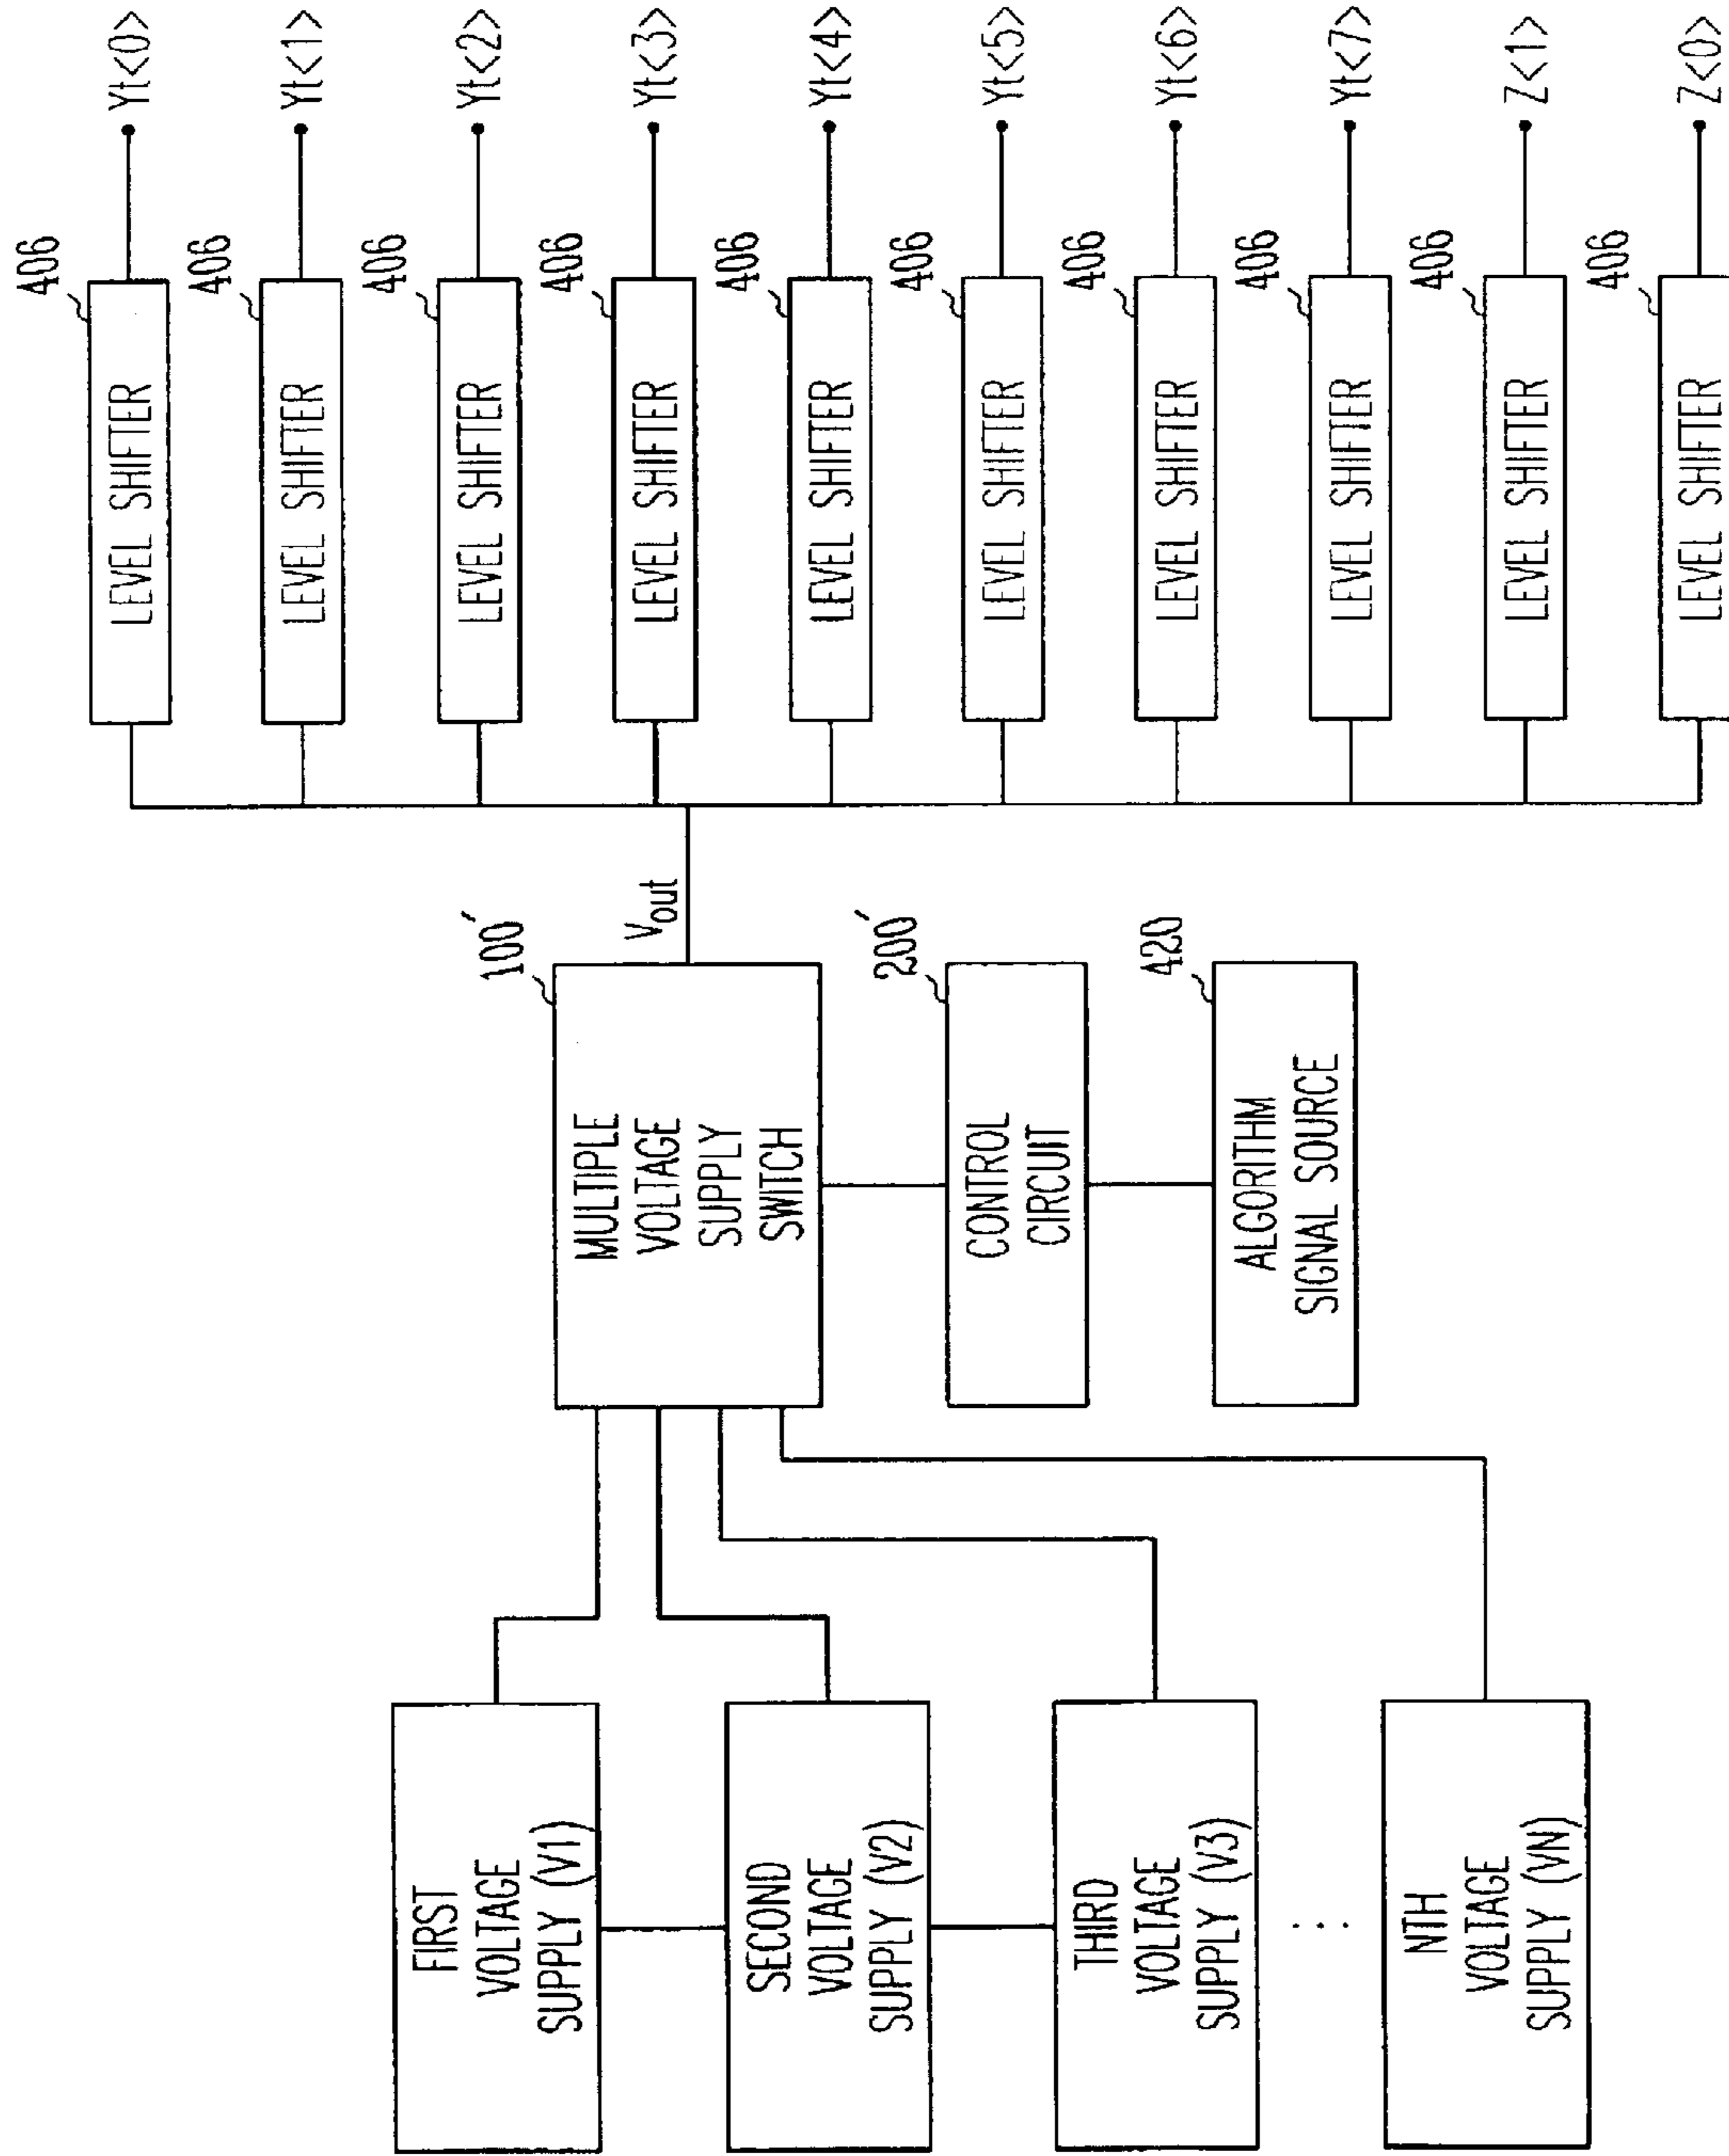 FIRST
VOLTAGE
SUPPLY (V1)
SECOND
VOLTAGE
SUPPLY (V2)
THIRD
VOLTAGE
SUPPLY (V3)
...
NTH
VOLTAGE
SUPPLY (VN)
100'
MULTIPLE
VOLTAGE
SUPPLY
SWITCH
Vout
200'
CONTROL
CIRCUIT
420
ALGORITHM
SIGNAL SOURCE
406
LEVEL SHIFTER
Yt<0>
406
LEVEL SHIFTER
Yt<1>
406
LEVEL SHIFTER
Yt<2>
406
LEVEL SHIFTER
Yt<3>
406
LEVEL SHIFTER
Yt<4>
406
LEVEL SHIFTER
Yt<5>
406
LEVEL SHIFTER
Yt<6>
406
LEVEL SHIFTER
Yt<7>
406
LEVEL SHIFTER
Z<1>
406
LEVEL SHIFTER
Z<0>